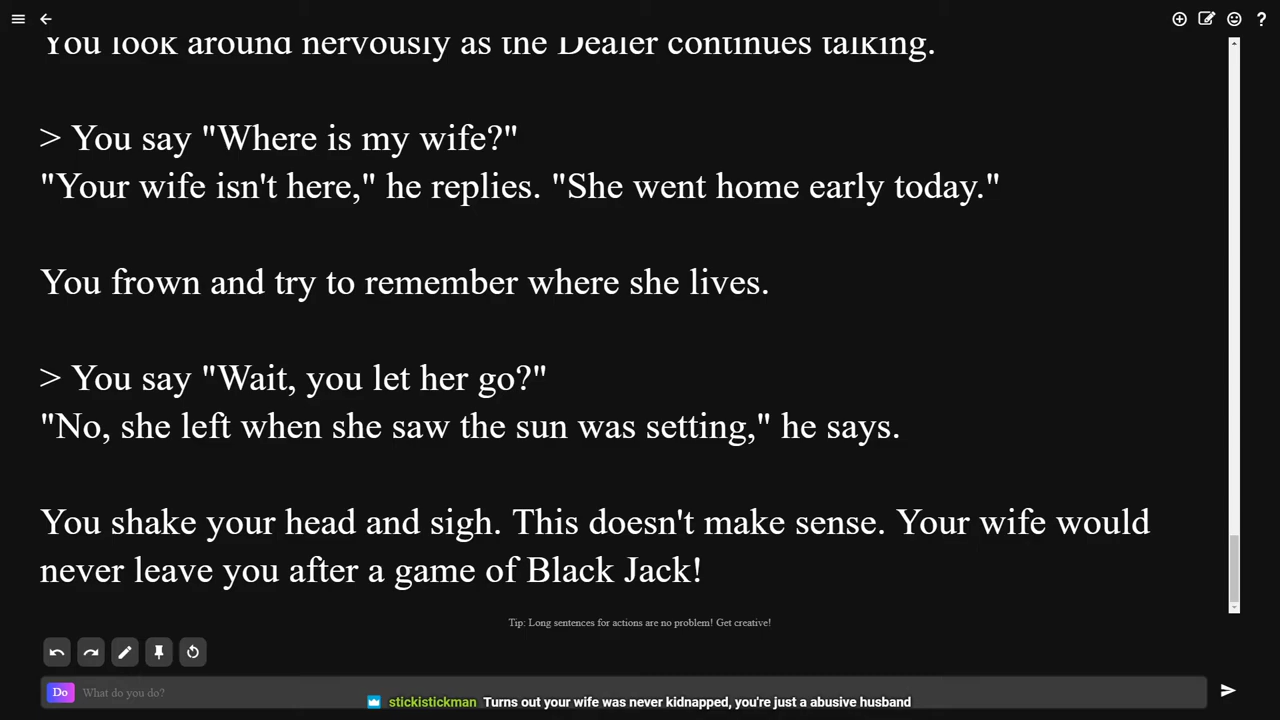 You look around nervously as the Dealer continues talking.
> You say "Where is my wife?"
"Your wife isn't here," he replies. "She went home early today."
You frown and try to remember where she lives.
> You say "Wait, you let her go?"
"No, she left when she saw the sun was setting," he says.
You shake your head and sigh. This doesn't make sense. Your wife would
never leave you after a game of Black Jack!
Tip: Long sentences for actions are no problem! Get creative!
Do What do you do?
stickistickman Turns out your wife was never kidnapped, you're just a abusive husband